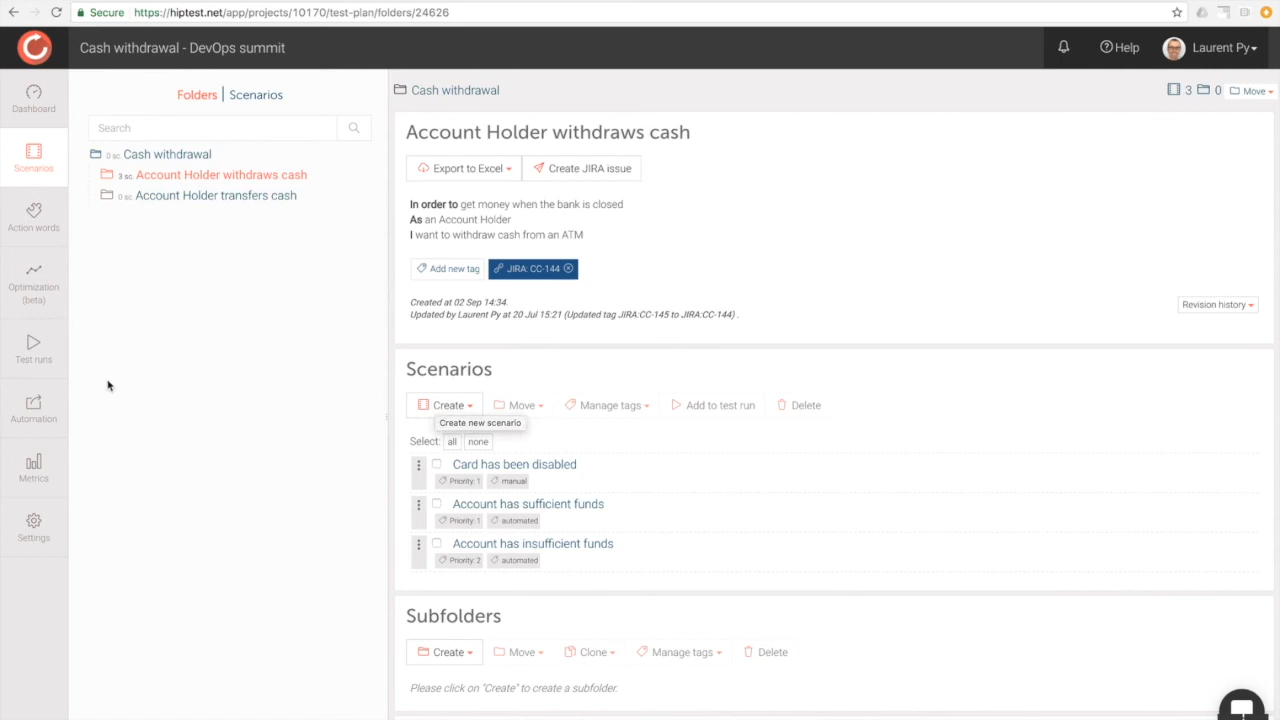 Secure https://hiptest.net/app/projects/10170/test-plan/folders/24626
Cash withdrawal - DevOps summit
Help
Laurent Py
Dashboard
Scenarios
Action words
Optimization
(beta)
Test runs
Automation
Metrics
Settings
Folders | Scenarios
Search
0 sc. Cash withdrawal
3 sc. Account Holder withdraws cash
0 sc. Account Holder transfers cash
Cash withdrawal
3 0 Move
Account Holder withdraws cash
Export to Excel Create JIRA issue
In order to get money when the bank is closed
As an Account Holder
I want to withdraw cash from an ATM
Add new tag JIRA: CC-144
Created at 02 Sep 14:34.
Updated by Laurent Py at 20 Jul 15:21 (Updated tag JIRA:CC-145 to JIRA:CC-144) .
Revision history
Scenarios
Create Move Manage tags Add to test run Delete
Create new scenario
Select: all none
Card has been disabled
Priority: 1 manual
Account has sufficient funds
Priority: 1 automated
Account has insufficient funds
Priority: 2 automated
Subfolders
Create Move Clone Manage tags Delete
Please click on "Create" to create a subfolder.